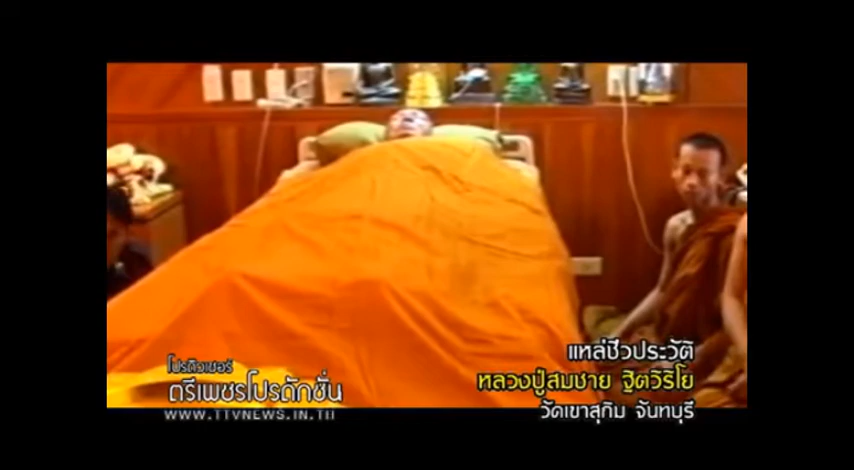 โปรดิวเซอร์
ตรีเพชรโปรดักชั่น
WWW.TTVNEWS.IN.TH
แหล่ชีวประวัติ
หลวงปู่สมชาย ฐิตวิริโย
วัดเขาสุกิม จันทบุรี